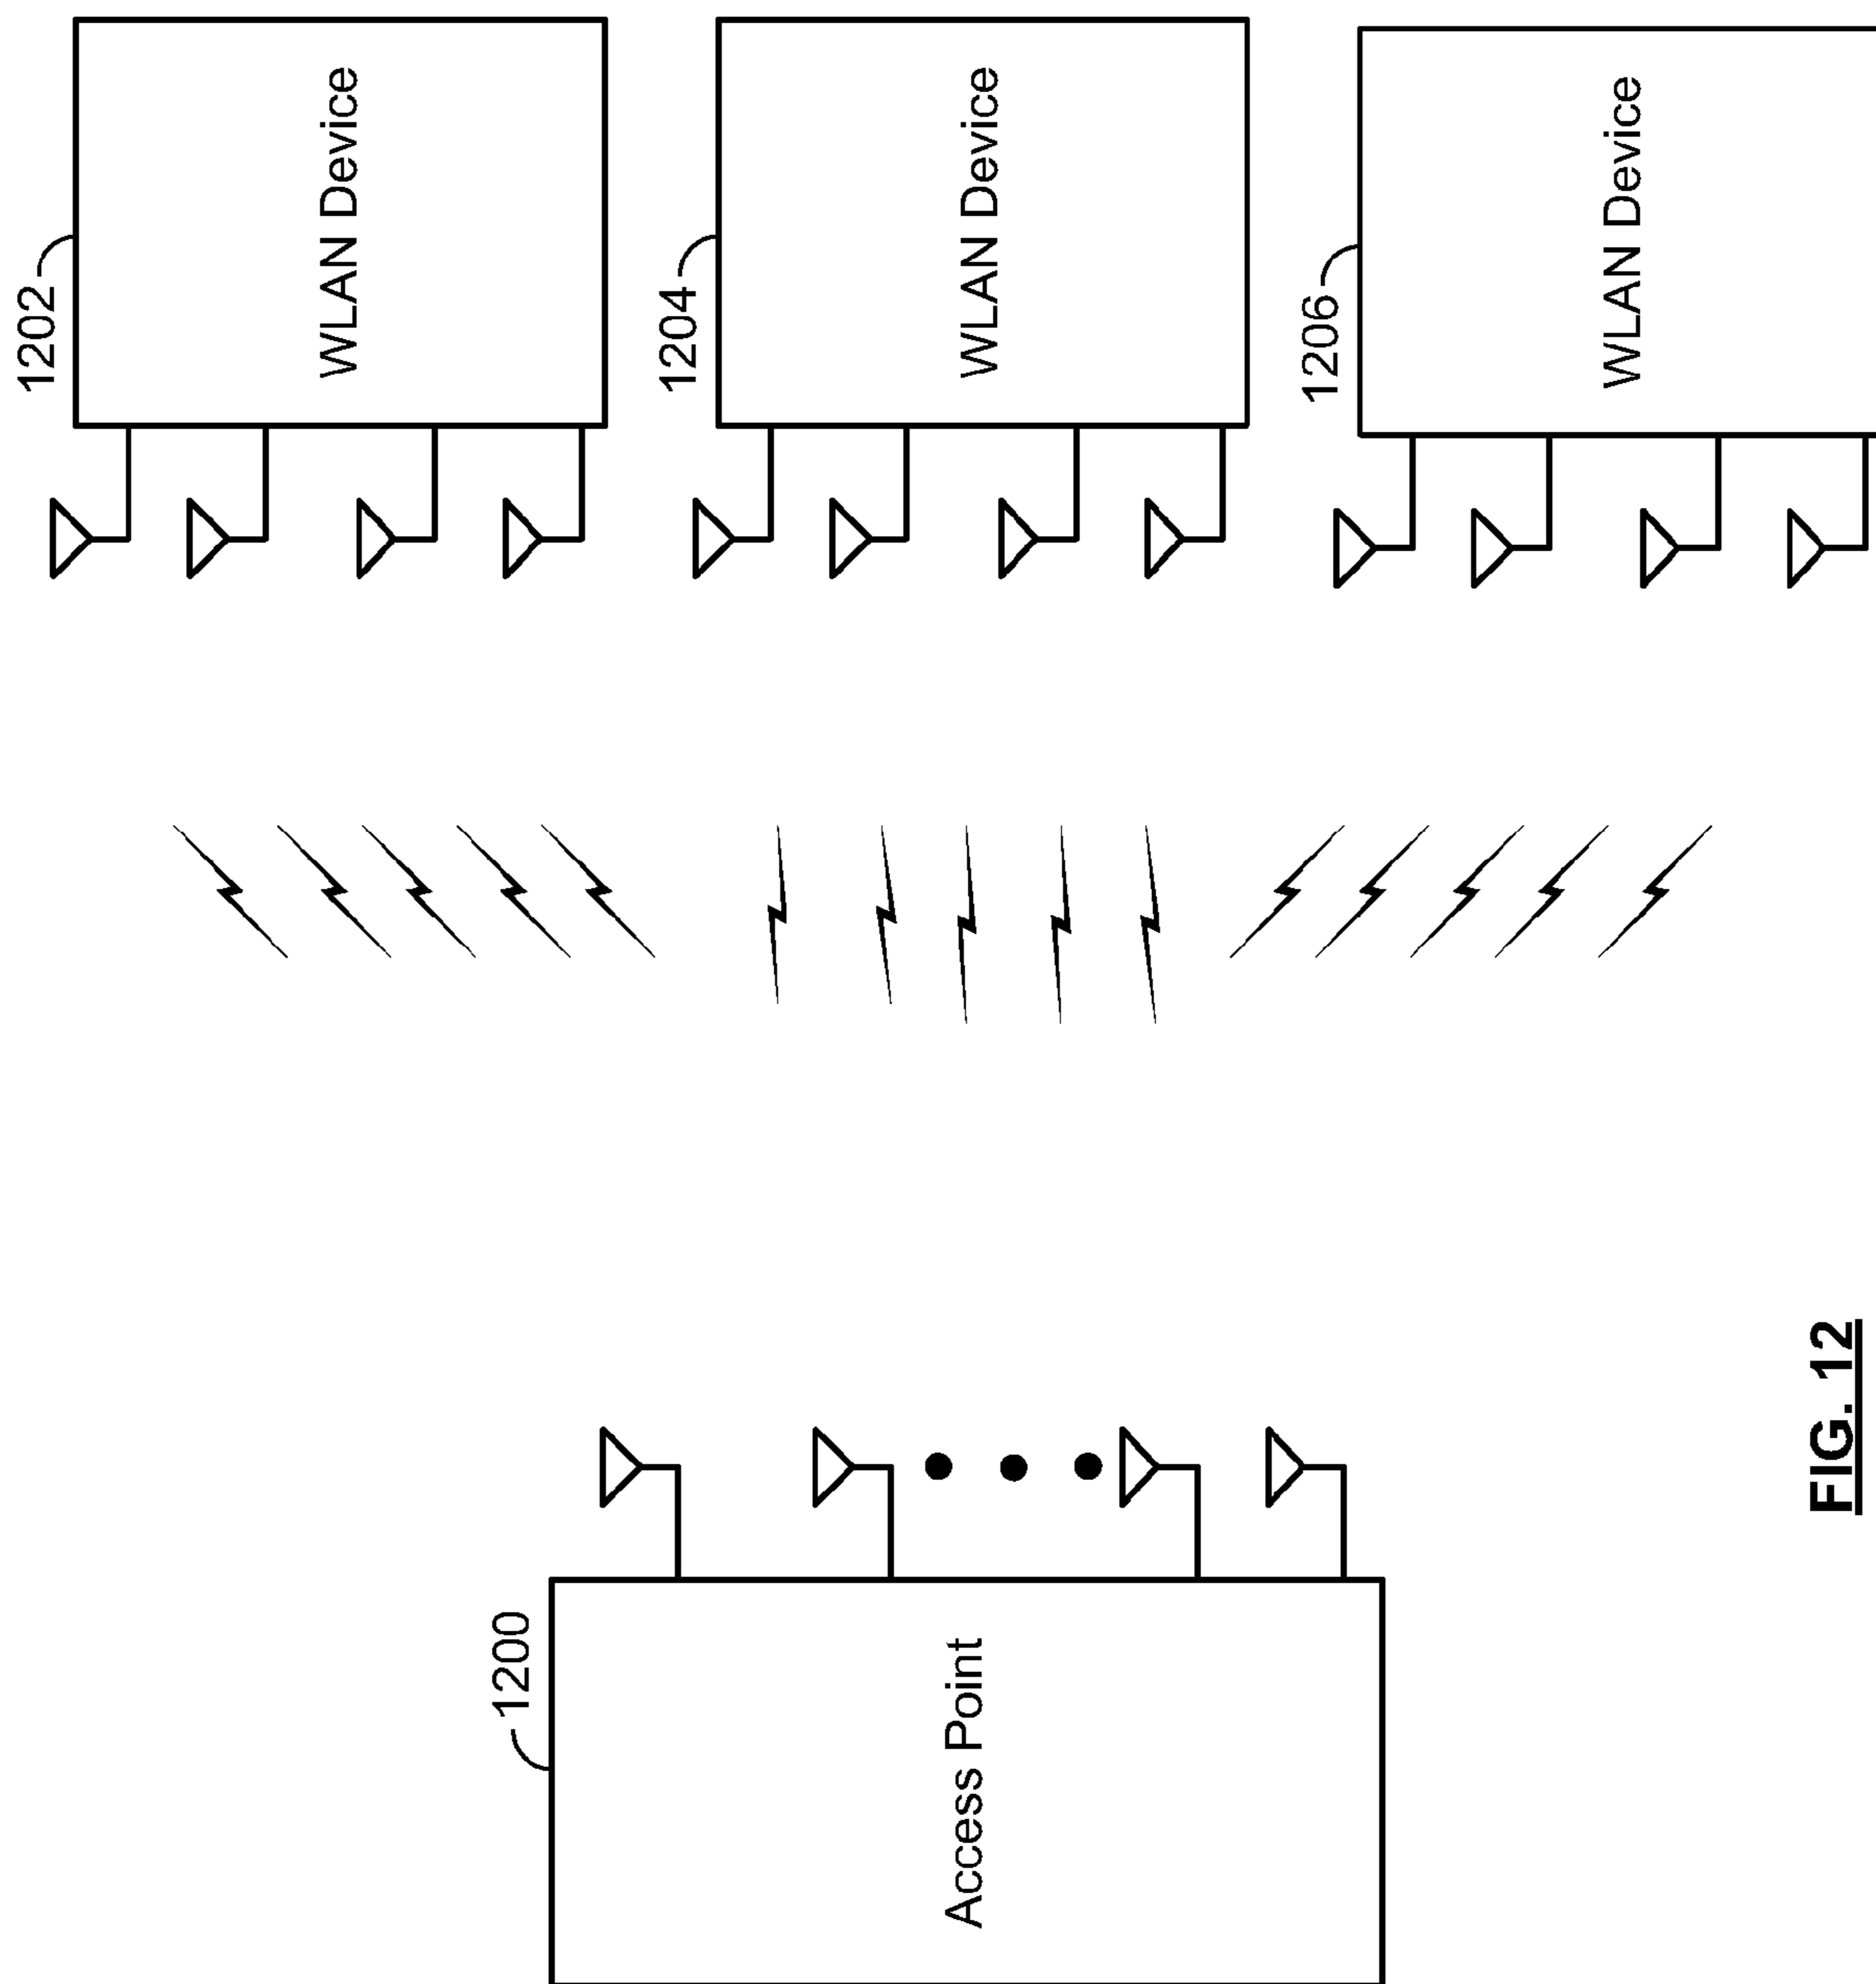 1200
Access Point
1202
WLAN Device
1204
WLAN Device
1206
WLAN Device
FIG. 12